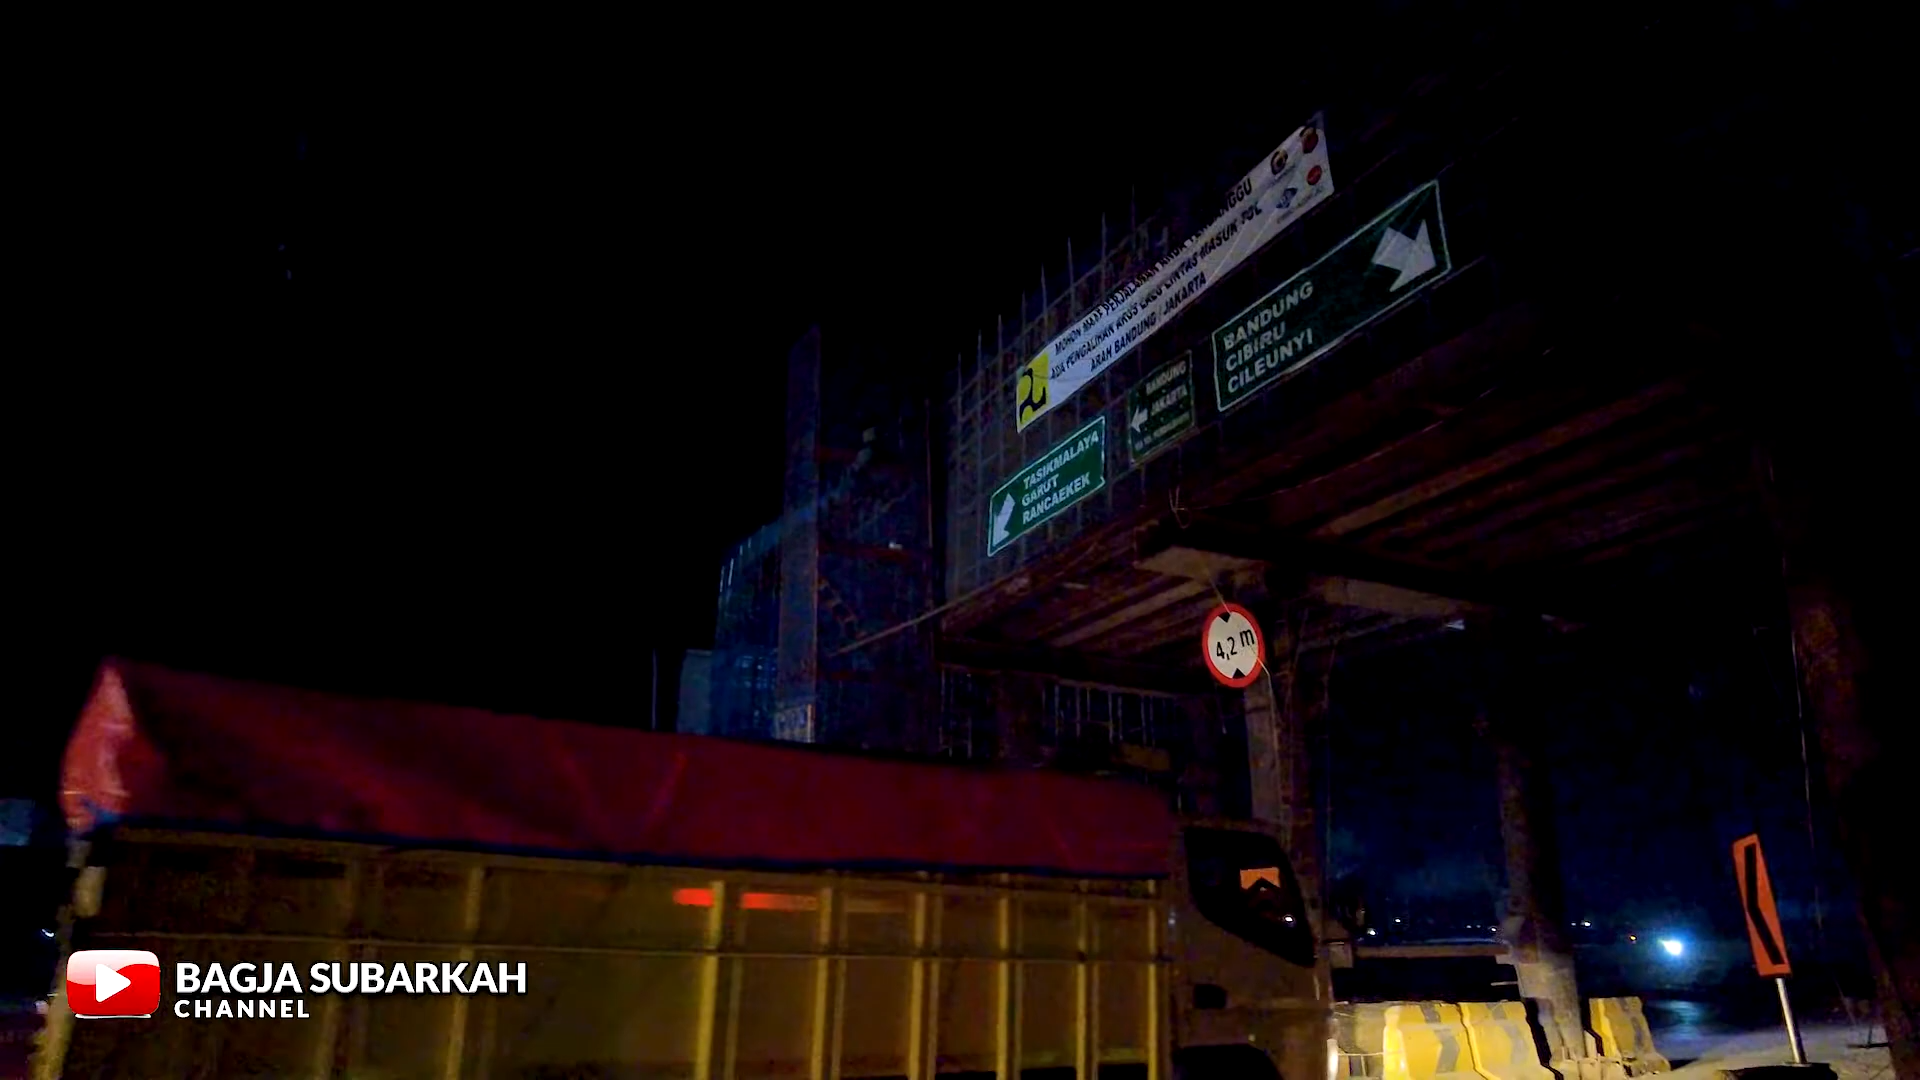 MOHON MAAF PERJALANAN ANDA TERGANGGU
ADA PENGALIHAN ARUS LALU LINTAS MASUK TOL
ARAH BANDUNG / JAKARTA
BANDUNG
CIBIRU
CILEUNYI
BANDUNG
JAKARTA
TASIKMALAYA
GARUT
RANCAEKEK
4,2 m
BAGJA SUBARKAH
CHANNEL